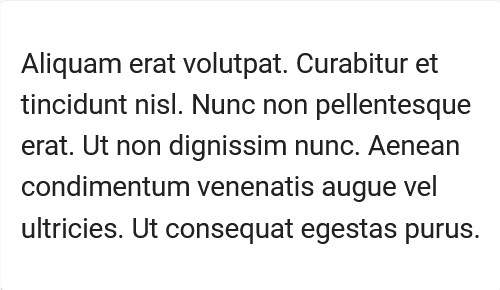 Aliquam erat volutpat. Curabitur et
tincidunt nisl. Nunc non pellentesque
erat. Ut non dignissim nunc. Aenean
condimentum venenatis augue vel
ultricies. Ut consequat egestas purus.